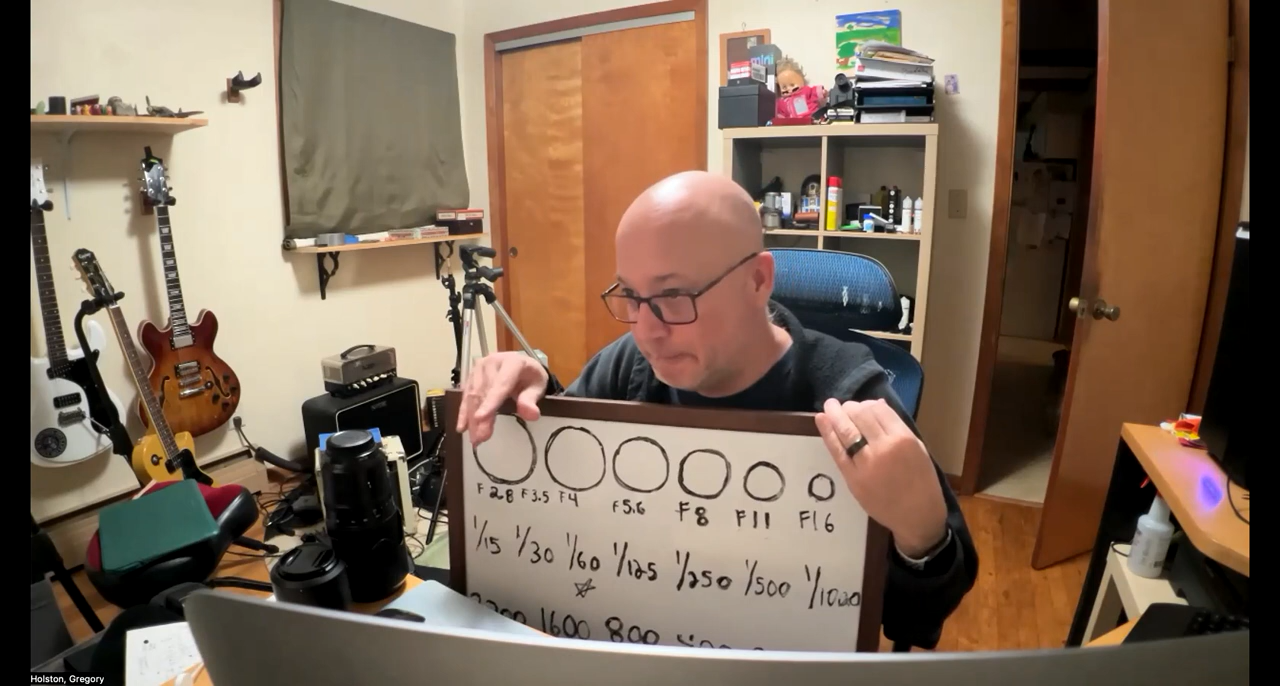 F 2.8 F3.5 F4 F5.6 F8 F11 F16
1/15 1/30 1/60 1/125 1/250 1/500 1/1000
1600 800
Holston, Gregory